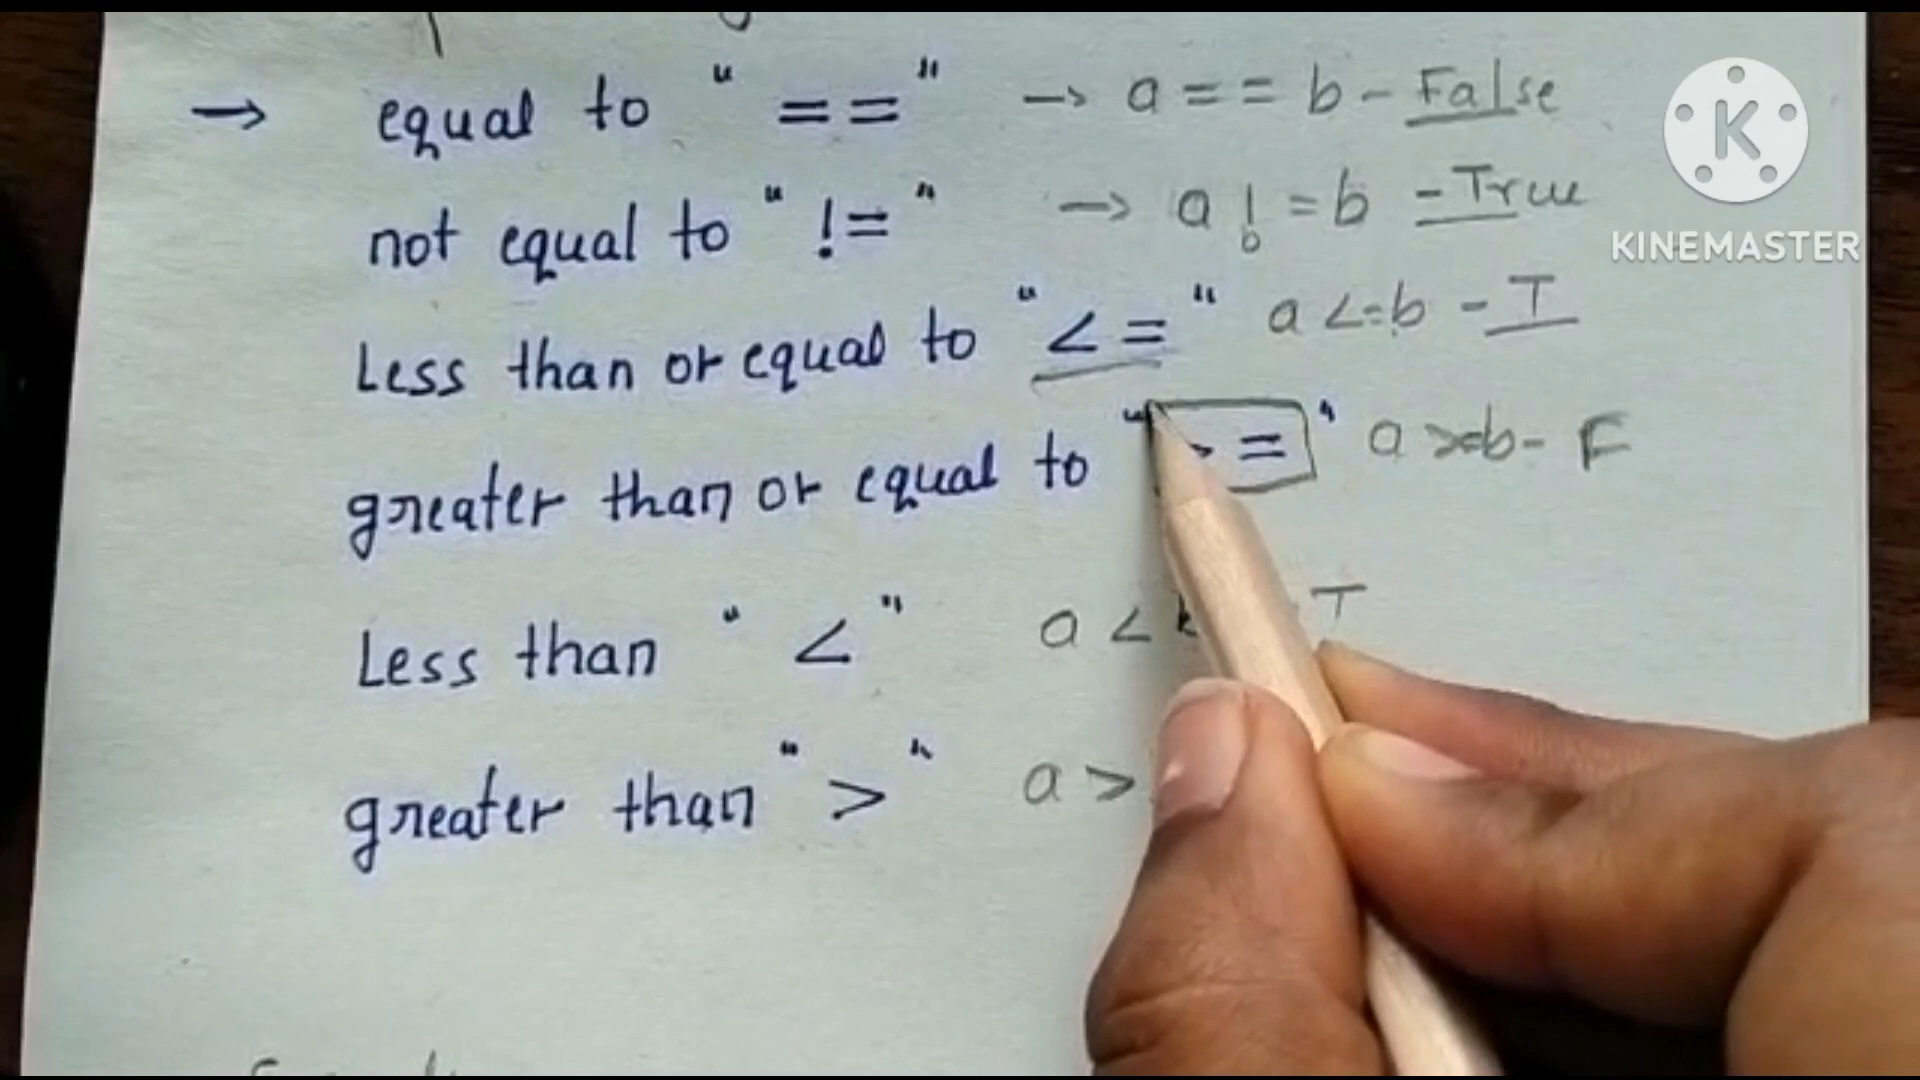 → equal to " == " → a == b - False
not equal to " != " → a != b - True
b
Less than or equal to " <= " a <= b - T
greater than or equal to " >= " a >= b - F
Less than " < " a < T
greater than " > " a >
K
KINEMASTER